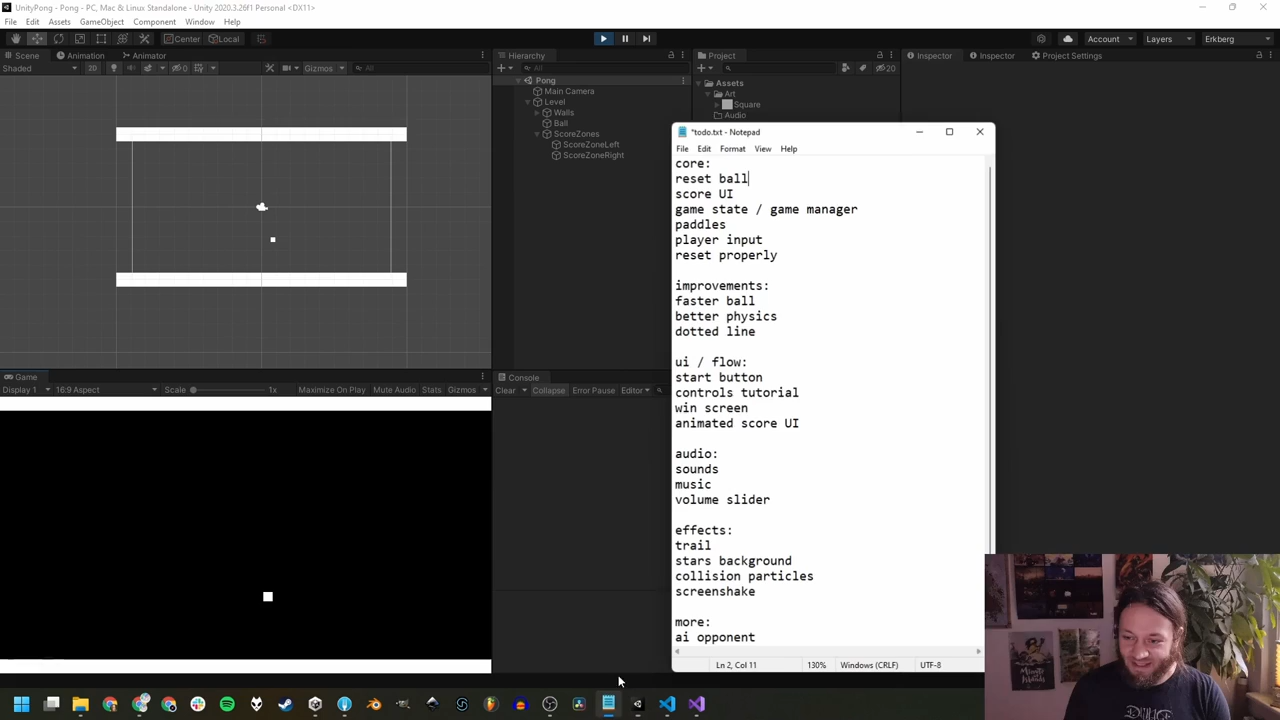 UnityPong - Pong - PC, Mac & Linux Standalone - Unity 2020.3.26f1 Personal <DX11>
File Edit Assets GameObject Component Window Help
Center Local
Account Layers Erkberg
Scene Animation Animator
Hierarchy
Project
Inspector Inspector Project Settings
Shaded 2D 0 Gizmos All
All
20
Pong
Main Camera
Level
Walls
Ball
ScoreZones
ScoreZoneLeft
ScoreZoneRight
Assets
Art
Square
Audio
*todo.txt - Notepad
File Edit Format View Help
core:
reset ball
score UI
game state / game manager
paddles
player input
reset properly
improvements:
faster ball
better physics
dotted line
ui / flow:
start button
controls tutorial
win screen
animated score UI
audio:
sounds
music
volume slider
effects:
trail
stars background
collision particles
screenshake
more:
ai opponent
Ln 2, Col 11 130% Windows (CRLF) UTF-8
Game
Display 1 16:9 Aspect Scale 1x Maximize On Play Mute Audio Stats Gizmos
Console
Clear Collapse Error Pause Editor